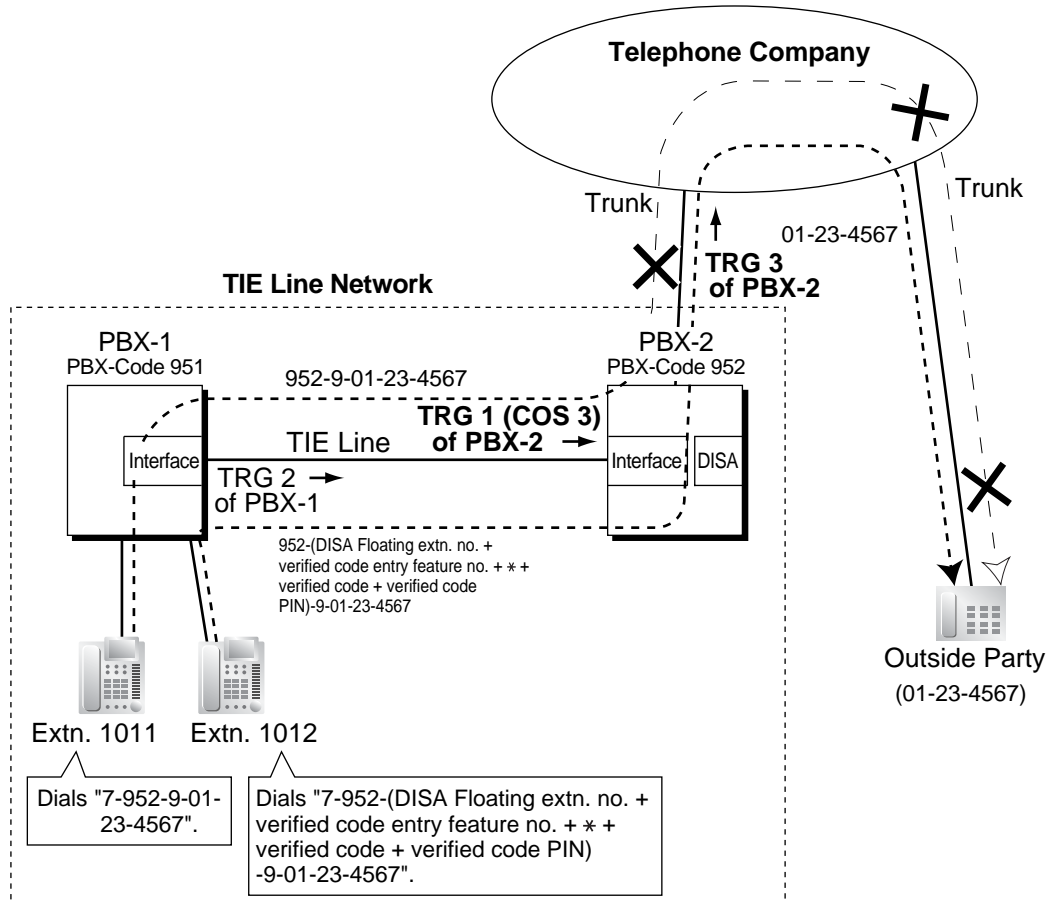 Telephone Company
Trunk
Trunk
01-23-4567
TRG 3
of PBX-2
TIE Line Network
PBX-1
PBX-Code 951
PBX-2
PBX-Code 952
952-9-01-23-4567
TRG 1 (COS 3)
of PBX-2
TIE Line
Interface
Interface
DISA
TRG 2
of PBX-1
952-(DISA Floating extn. no. +
verified code entry feature no. + * +
verified code + verified code
PIN)-9-01-23-4567
Outside Party
(01-23-4567)
Extn. 1011
Extn. 1012
Dials "7-952-9-01-
23-4567".
Dials "7-952-(DISA Floating extn. no. +
verified code entry feature no. + * +
verified code + verified code PIN)
-9-01-23-4567".